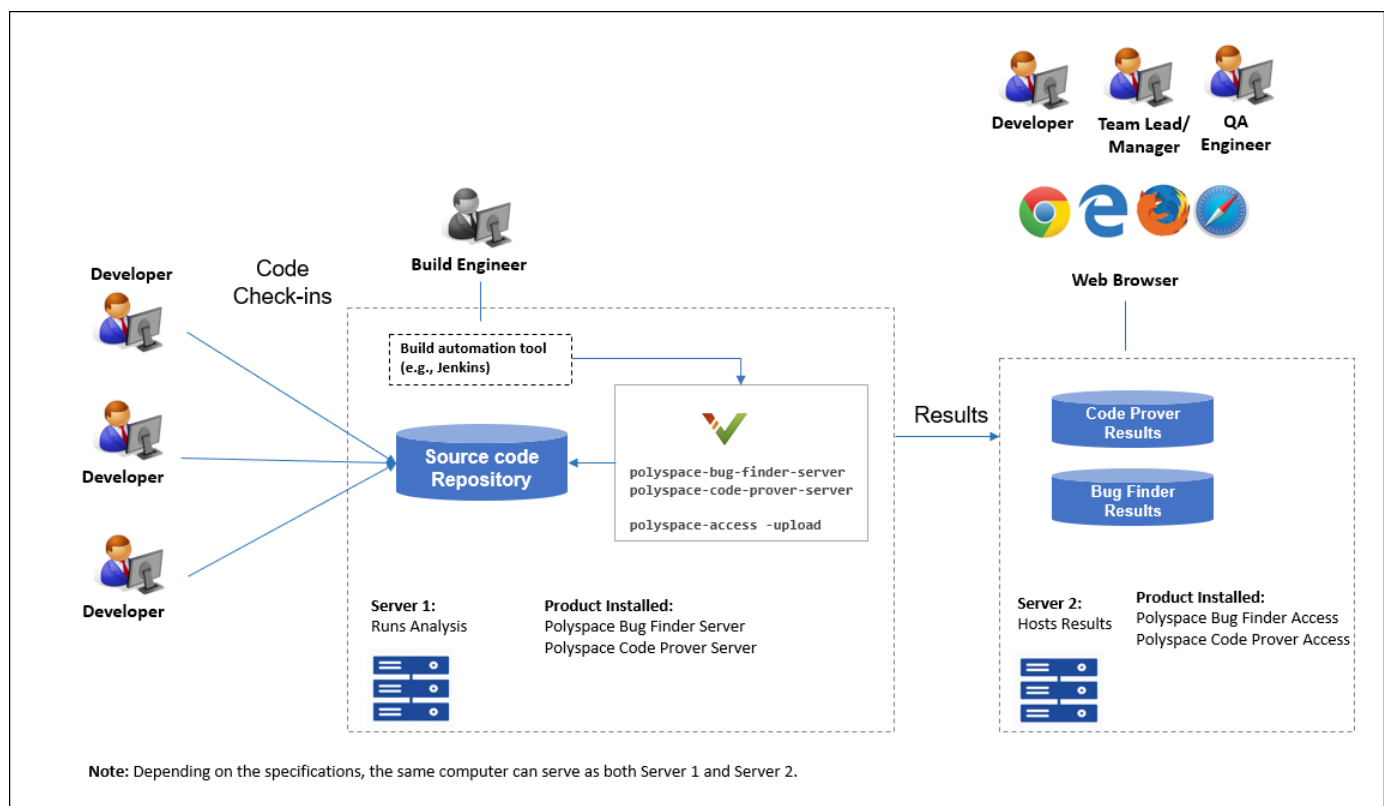 Developer
Team Lead/
Manager
QA
Engineer
Build Engineer
Web Browser
Developer
Code
Check-ins
Developer
Developer
Build automation tool
(e.g., Jenkins)
Source code
Repository
polyspace-bug-finder-server
polyspace-code-prover-server
polyspace-access -upload
Results
Code Prover
Results
Bug Finder
Results
Server 1:
Runs Analysis
Product Installed:
Polyspace Bug Finder Server
Polyspace Code Prover Server
Server 2:
Hosts Results
Product Installed:
Polyspace Bug Finder Access
Polyspace Code Prover Access
Note: Depending on the specifications, the same computer can serve as both Server 1 and Server 2.